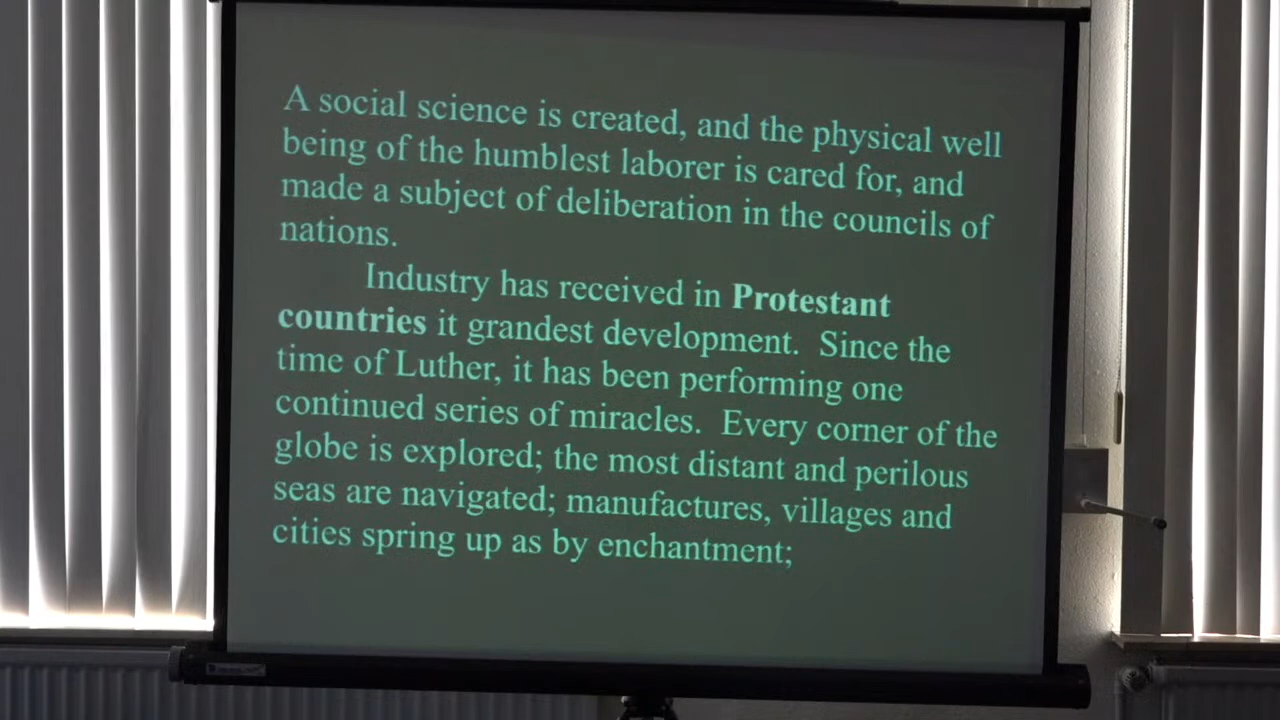 A social science is created, and the physical well
being of the humblest laborer is cared for, and
made a subject of deliberation in the councils of
nations.
Industry has received in Protestant
countries it grandest development. Since the
time of Luther, it has been performing one
continued series of miracles. Every corner of the
globe is explored; the most distant and perilous
seas are navigated; manufactures, villages and
cities spring up as by enchantment;